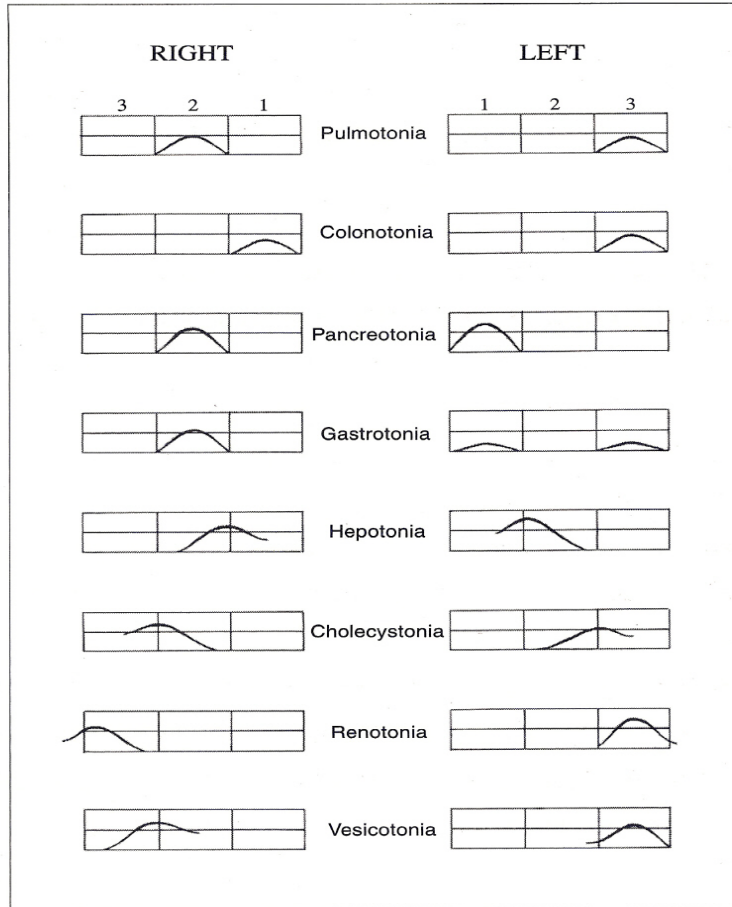 RIGHT LEFT
3 2 1 1 2 3
Pulmotonia
Colonotonia
Pancreotonia
Gastrotonia
Hepotonia
Cholecystonia
Renotonia
Vesicotonia